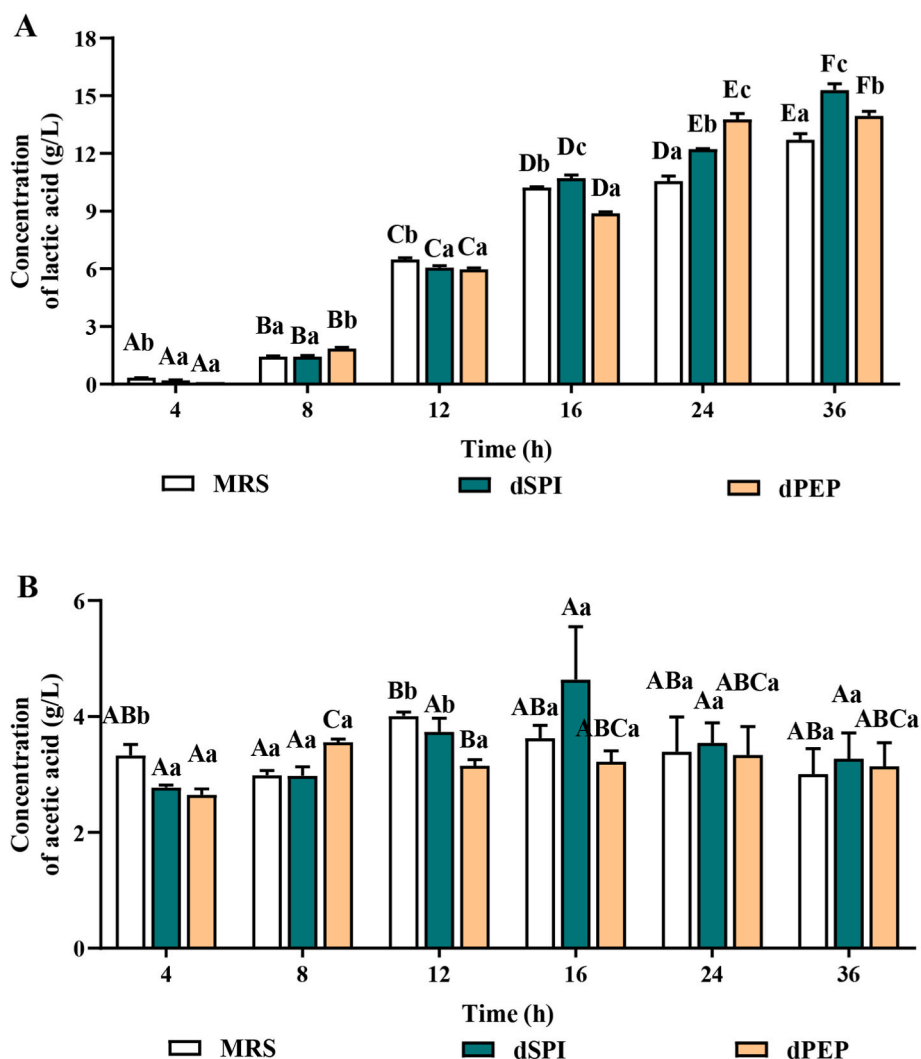 A
Concentration
of lactic acid (g/L)
18
15
12
9
6
3
0
Ab Aa Aa
Ba Ba Bb
Cb Ca Ca
Db Dc Da
Da Eb Ec
Ea Fc Fb
4 8 12 16 24 36
Time (h)
MRS dSPI dPEP
B
Concentration
of acetic acid (g/L)
6
4
2
0
ABb Aa Aa
Aa Aa Ca
Bb Ab Ba
ABa Aa ABCa
ABa Aa ABCa
ABa Aa ABCa
4 8 12 16 24 36
Time (h)
MRS dSPI dPEP